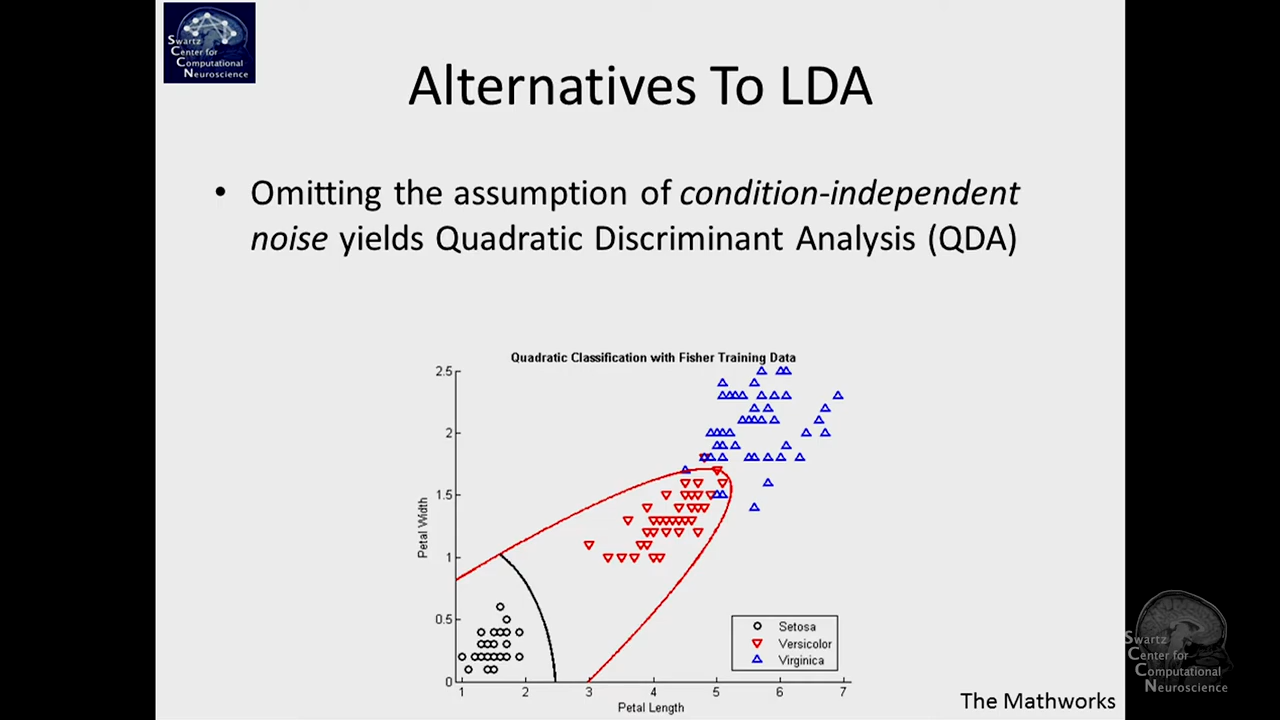 Swartz
Center for
Computational
Neuroscience
Alternatives To LDA
• Omitting the assumption of condition-independent
noise yields Quadratic Discriminant Analysis (QDA)
Quadratic Classification with Fisher Training Data
2.5
2
1.5
1
0.5
0
Petal Width
1 2 3 4 5 6 7
Petal Length
Setosa
Versicolor
Virginica
The Mathworks
Swartz
Center for
Computational
Neuroscience